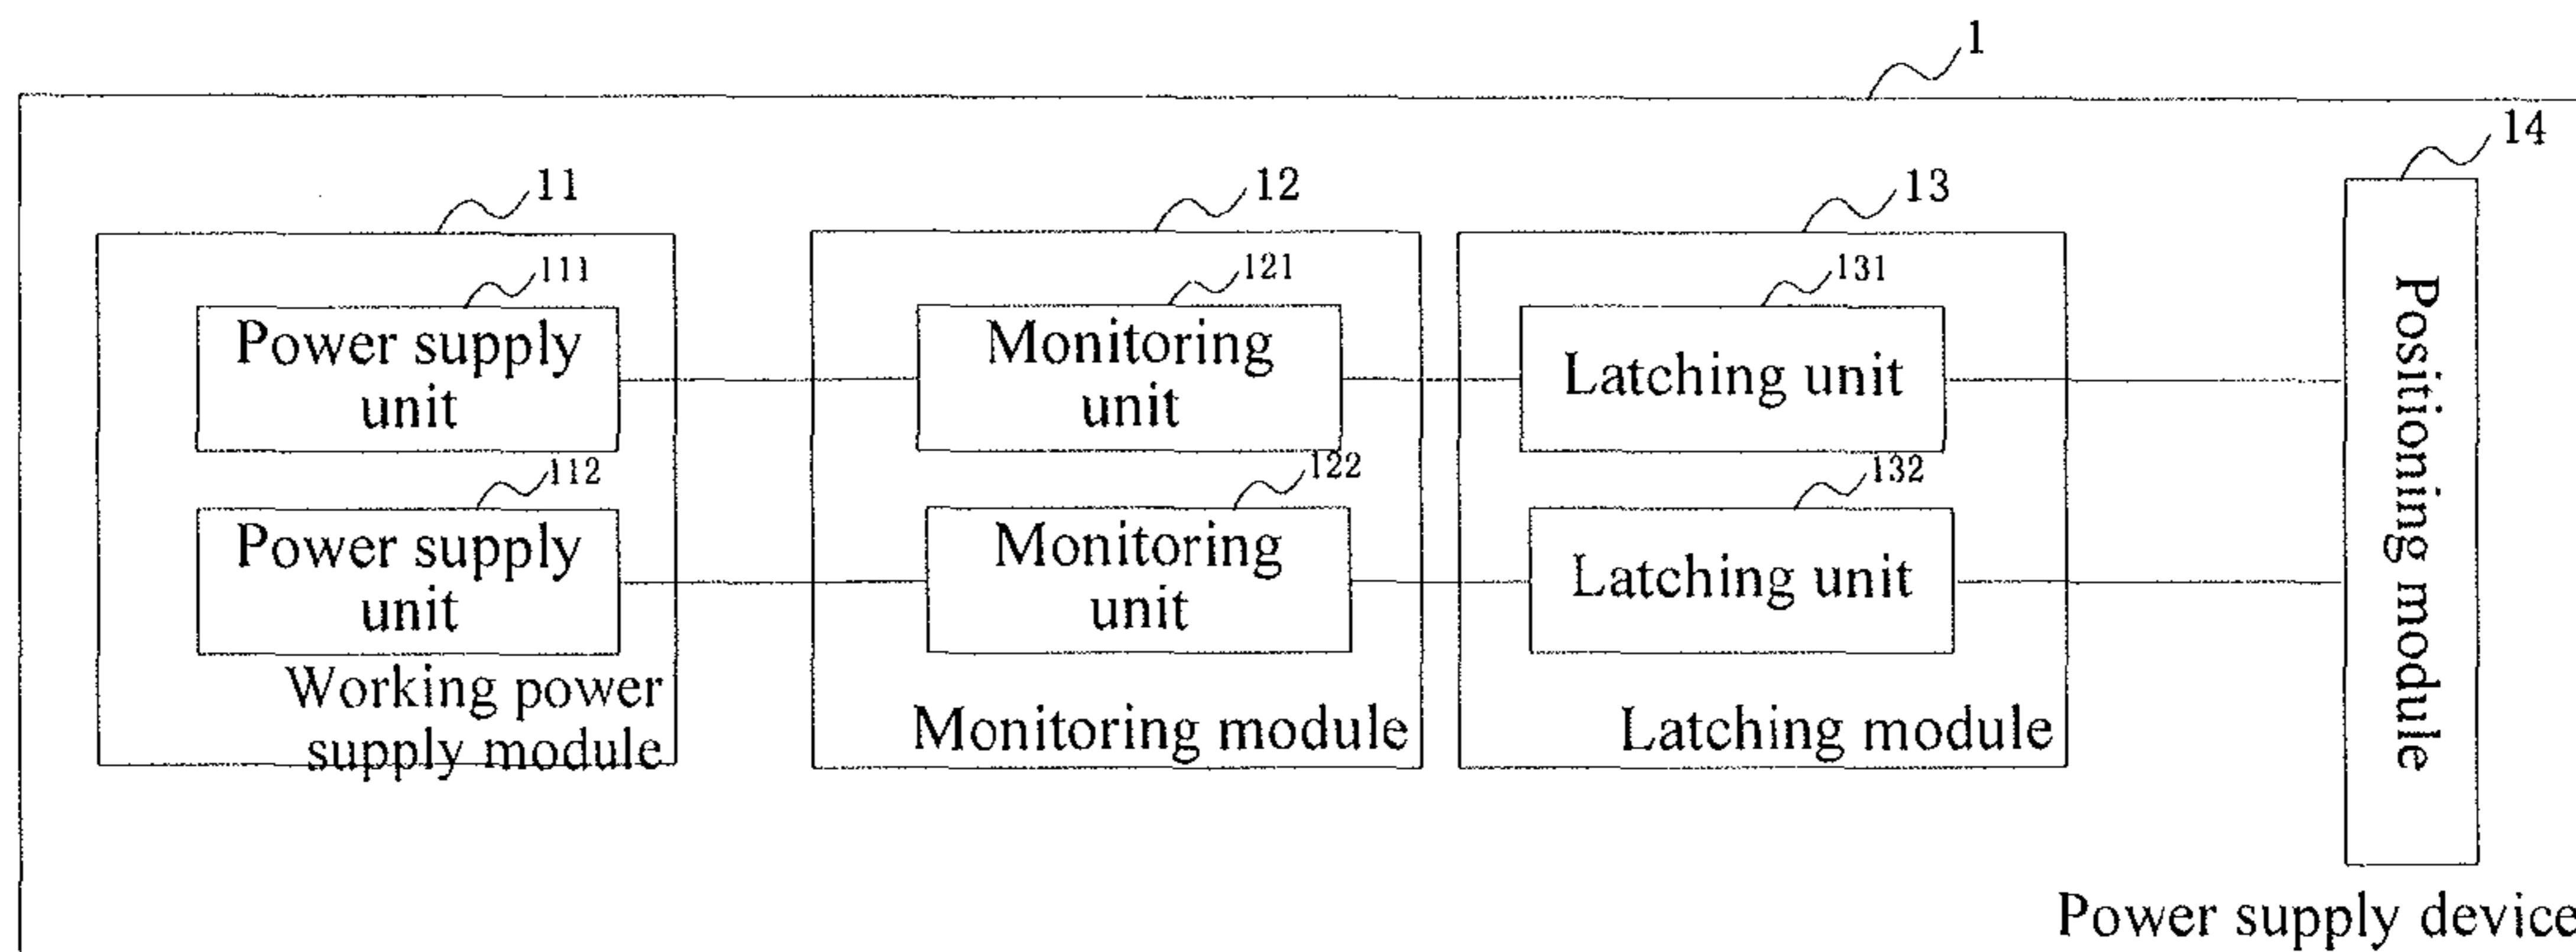 1
14
11
12
13
111
121
131
Power supply
unit
Monitoring
unit
Latching unit
Positioning module
112
122
132
Power supply
unit
Monitoring
unit
Latching unit
Working power
supply module
Monitoring module
Latching module
Power supply device